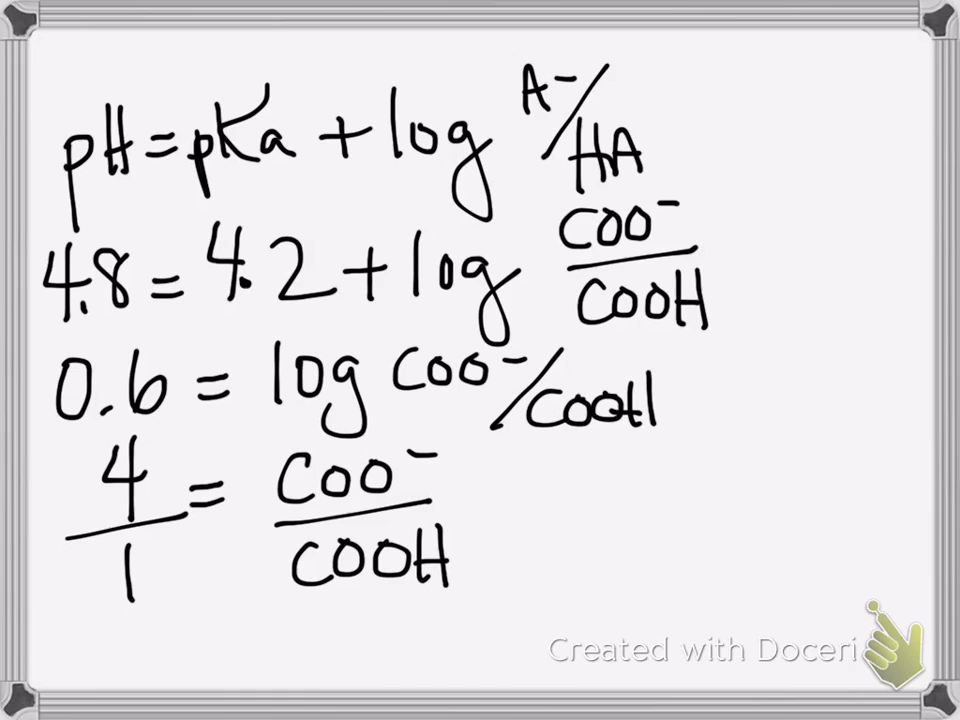 pH = pKa + log A⁻/HA
4.8 = 4.2 + log COO⁻/COOH
0.6 = log COO⁻/COOH
4/1 = COO⁻/COOH
Created with Doceri